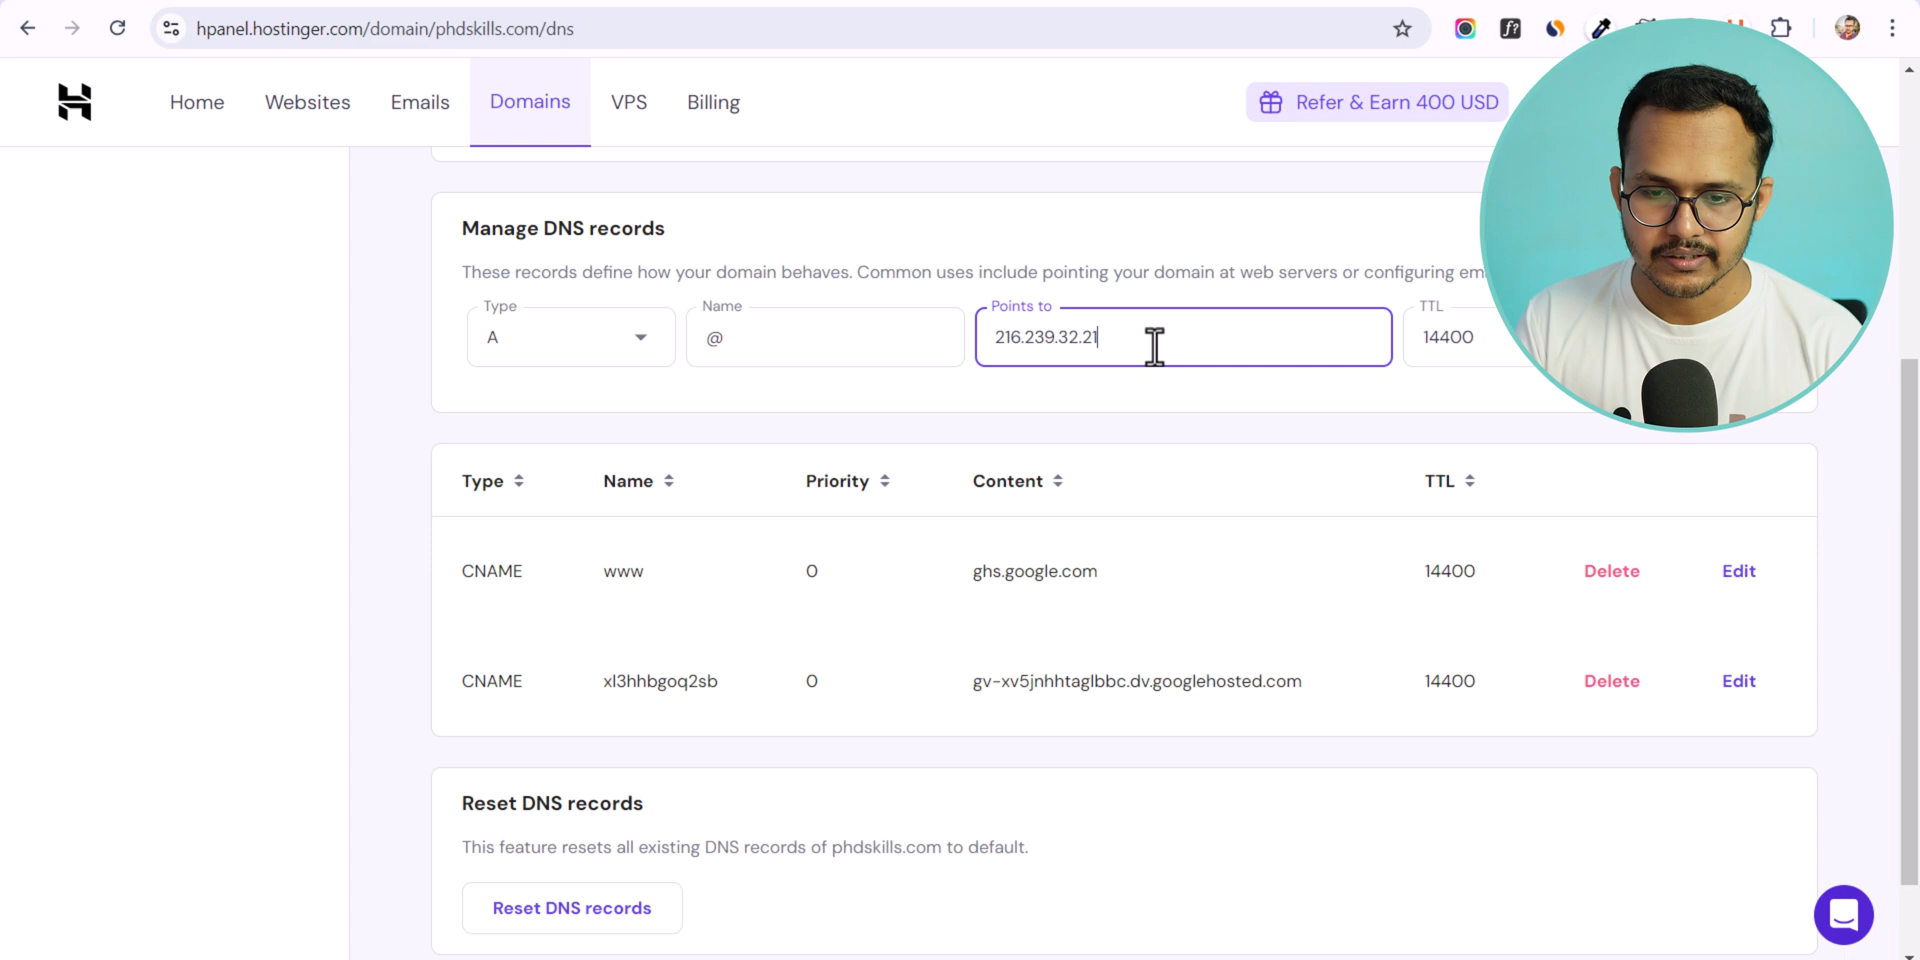 hpanel.hostinger.com/domain/phdskills.com/dns
Home Websites Emails Domains VPS Billing
Refer & Earn 400 USD
Manage DNS records
These records define how your domain behaves. Common uses include pointing your domain at web servers or configuring em
Type Name Points to TTL
A @ 216.239.32.21 14400
Type Name Priority Content TTL
CNAME www 0 ghs.google.com 14400 Delete Edit
CNAME xl3hhbgoq2sb 0 gv-xv5jnhhtaglbbc.dv.googlehosted.com 14400 Delete Edit
Reset DNS records
This feature resets all existing DNS records of phdskills.com to default.
Reset DNS records